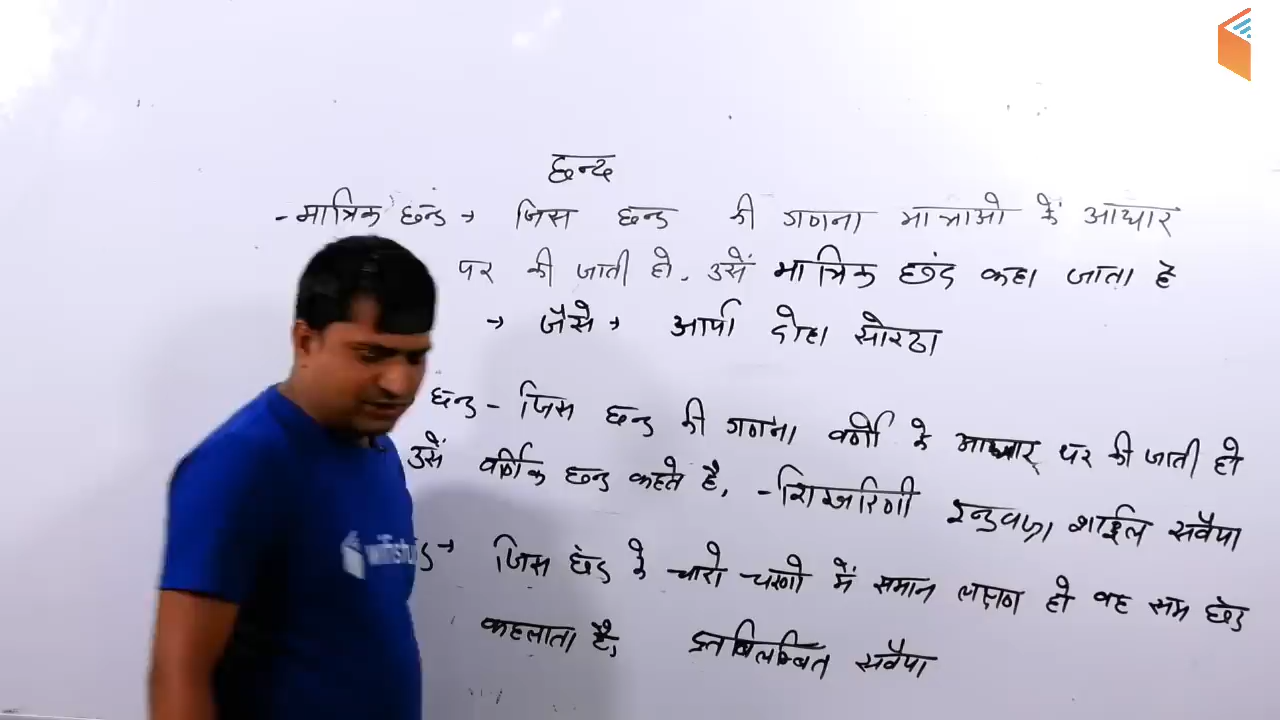 छन्द
- मात्रिक छन्द → जिस छन्द की गणना मात्राओ कें आधार
पर की जाती हो. उसें मात्रिक छंद कहा जाता है
→ जैसे → आर्या दोहा सोरठा
छन्द - जिस छन्द की गणना वर्णो के आधार पर की जाती हो
उसें वर्णिक छन्द कहते है, - शिखरिणी इन्द्रवज्रा शार्दुल सवैया
→ जिस छंद के चारो चरणो में समान लक्षण हो वह सम छंद
कहलाता है, द्रुतविलम्बित सवैया
wifistudy